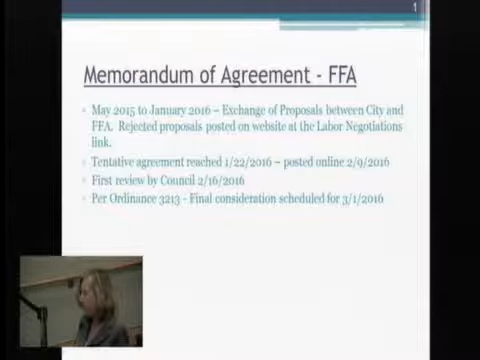 1
Memorandum of Agreement - FFA
May 2015 to January 2016 – Exchange of Proposals between City and
FFA. Rejected proposals posted on website at the Labor Negotiations
link.
Tentative agreement reached 1/22/2016 – posted online 2/9/2016
First review by Council 2/16/2016
Per Ordinance 3213 - Final consideration scheduled for 3/1/2016